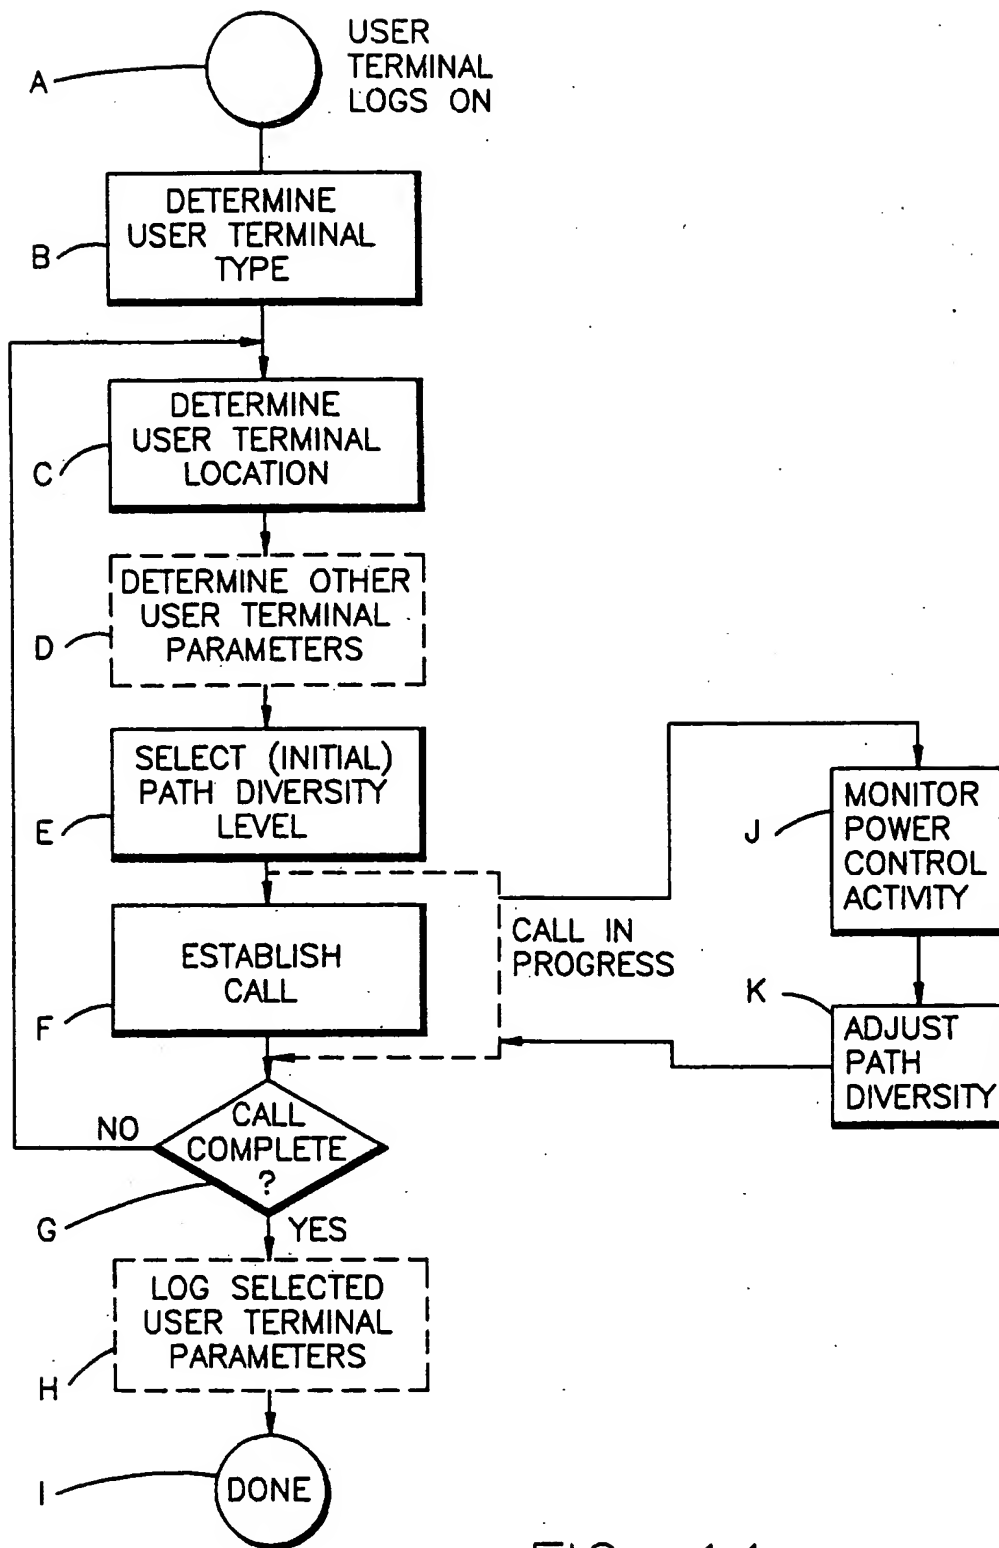 USER
TERMINAL
LOGS ON
A
DETERMINE
USER TERMINAL
TYPE
B
DETERMINE
USER TERMINAL
LOCATION
C
DETERMINE OTHER
USER TERMINAL
PARAMETERS
D
SELECT (INITIAL)
PATH DIVERSITY
LEVEL
E
MONITOR
POWER
CONTROL
ACTIVITY
J
ESTABLISH
CALL
F
CALL IN
PROGRESS
K
ADJUST
PATH
DIVERSITY
NO
CALL
COMPLETE
?
G
YES
LOG SELECTED
USER TERMINAL
PARAMETERS
H
DONE
I